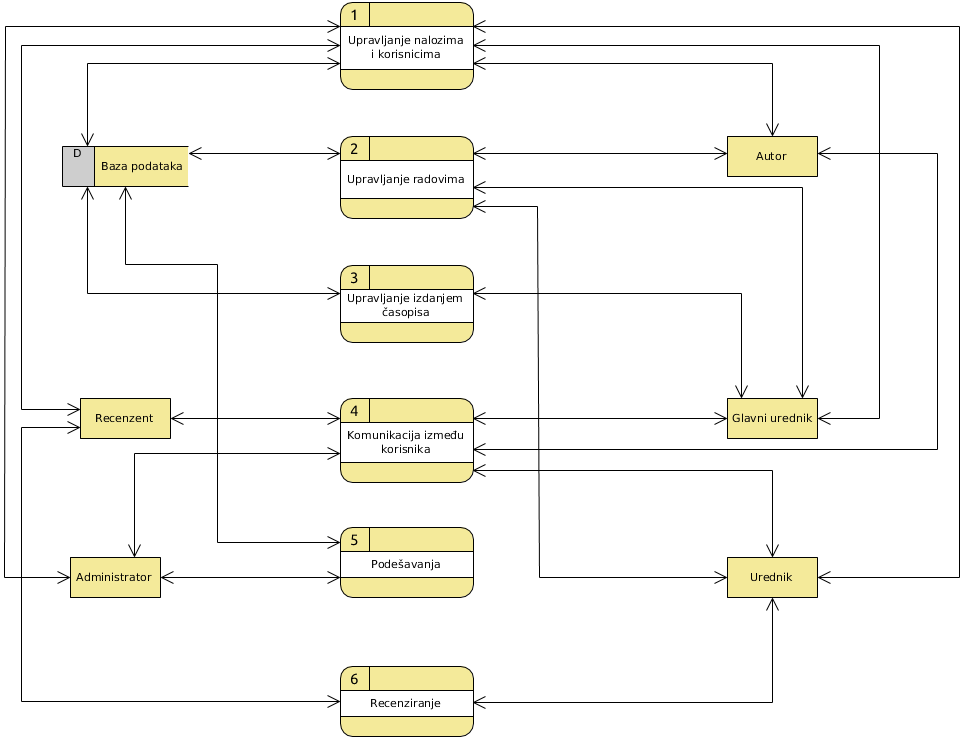 1
Upravljanje nalozima
i korisnicima
D
Baza podataka
2
Upravljanje radovima
Autor
3
Upravljanje izdanjem
časopisa
Recenzent
4
Komunikacija između
korisnika
Glavni urednik
5
Podešavanja
Administrator
Urednik
6
Recenziranje